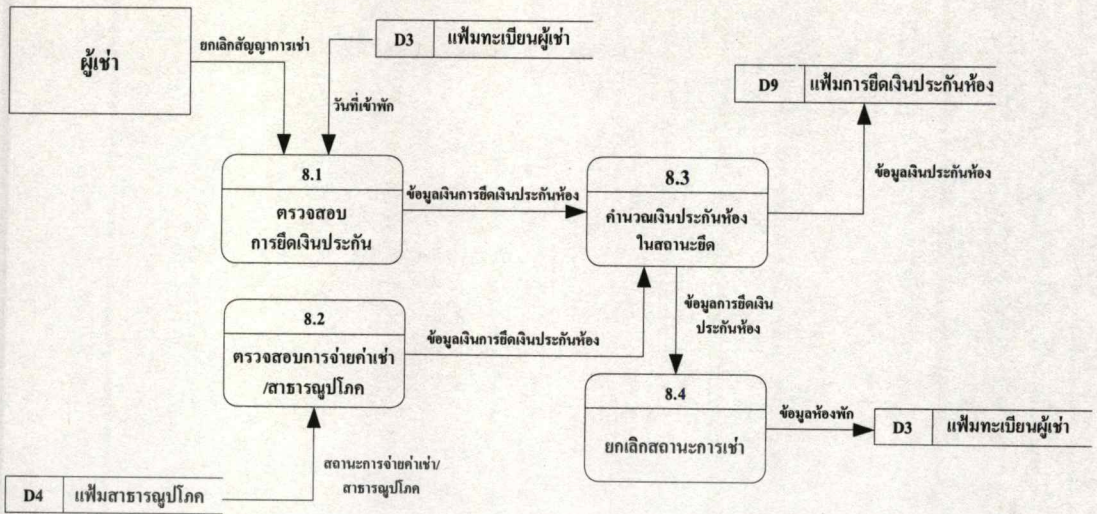 ผู้เช่า
ยกเลิกสัญญาการเช่า
D3 แฟ้มทะเบียนผู้เช่า
วันที่เข้าพัก
D9 แฟ้มการยึดเงินประกันห้อง
8.1
ตรวจสอบ
การยึดเงินประกัน
ข้อมูลเงินการยึดเงินประกันห้อง
8.3
คำนวณเงินประกันห้อง
ในสถานะยึด
ข้อมูลเงินประกันห้อง
8.2
ตรวจสอบการจ่ายค่าเช่า
/สาธารณูปโภค
ข้อมูลเงินการยึดเงินประกันห้อง
ข้อมูลการยึดเงิน
ประกันห้อง
8.4
ยกเลิกสถานะการเช่า
ข้อมูลห้องพัก
D3 แฟ้มทะเบียนผู้เช่า
สถานะการจ่ายค่าเช่า/
สาธารณูปโภค
D4 แฟ้มสาธารณูปโภค